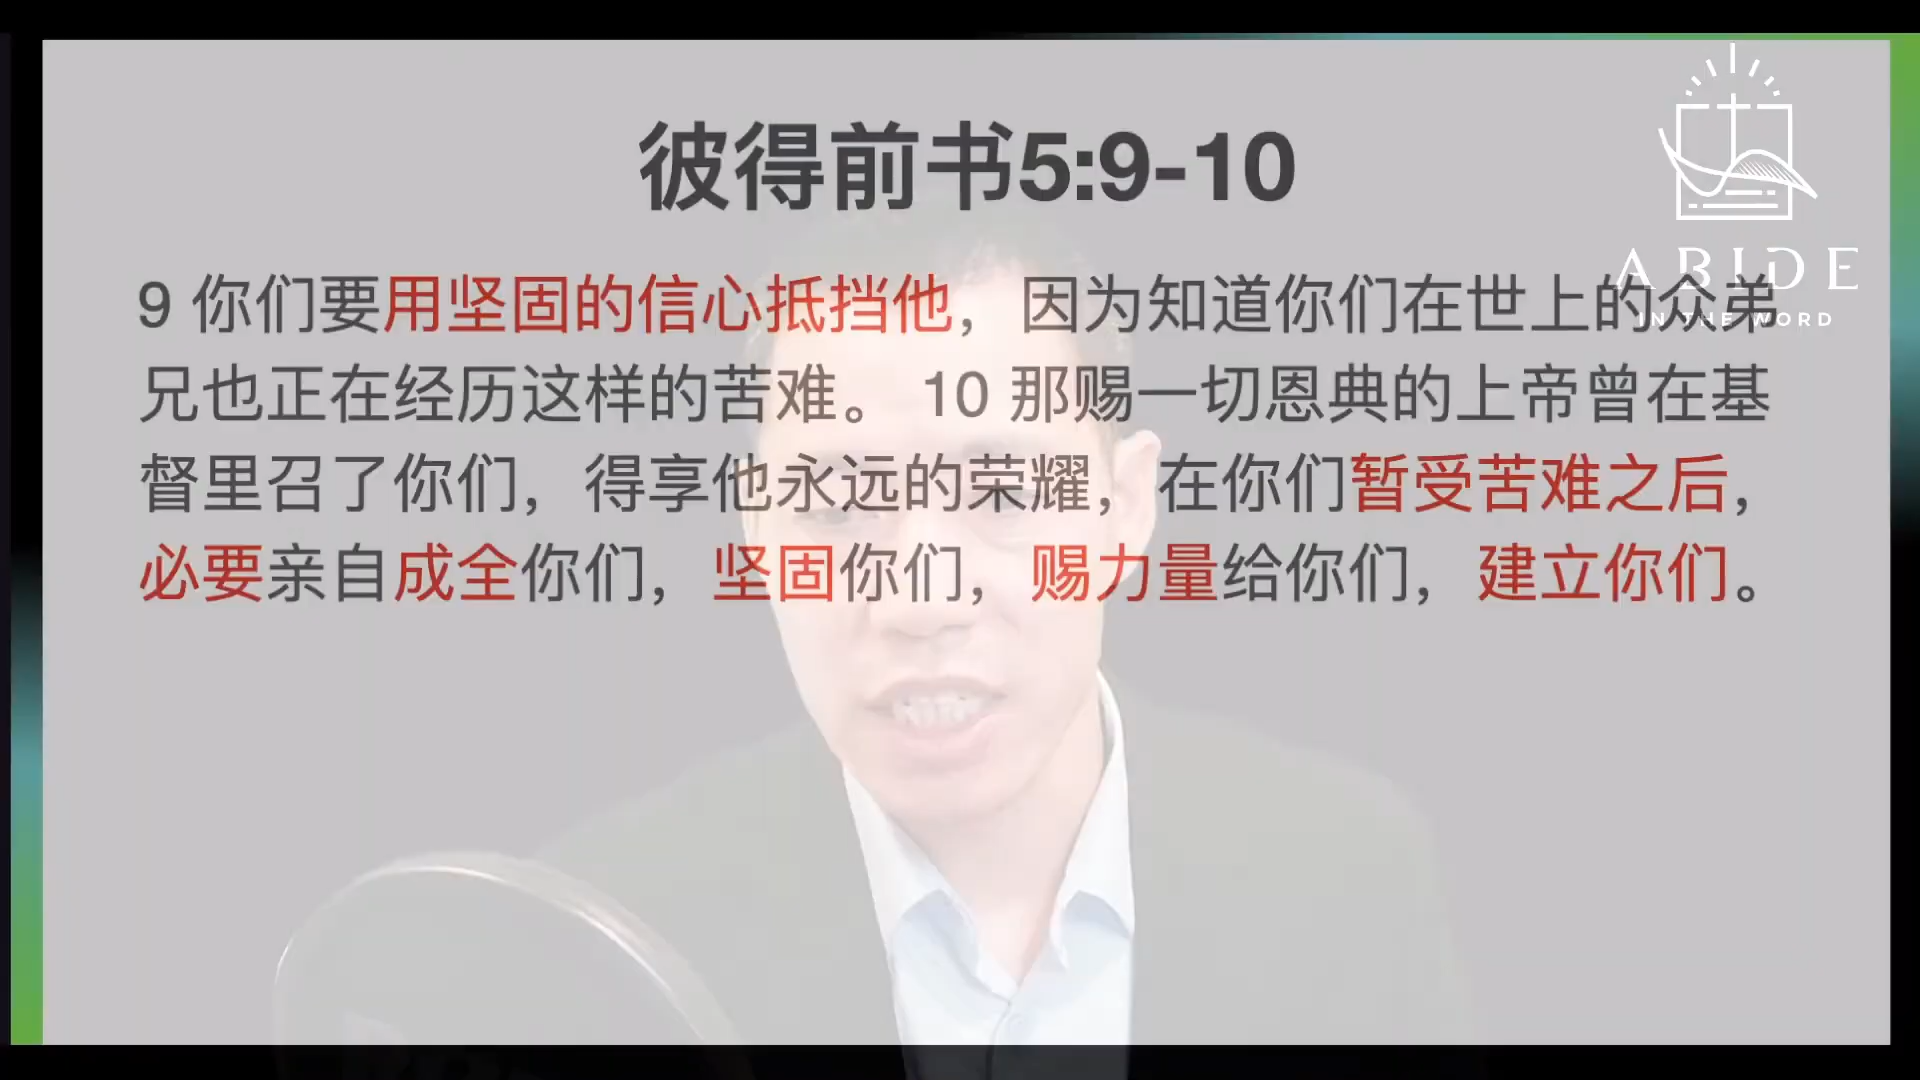 彼得前书5:9-10
ABIDE
IN THE WORD
9 你们要用坚固的信心抵挡他，因为知道你们在世上的众弟
兄也正在经历这样的苦难。 10 那赐一切恩典的上帝曾在基
督里召了你们，得享他永远的荣耀，在你们暂受苦难之后，
必要亲自成全你们，坚固你们，赐力量给你们，建立你们。